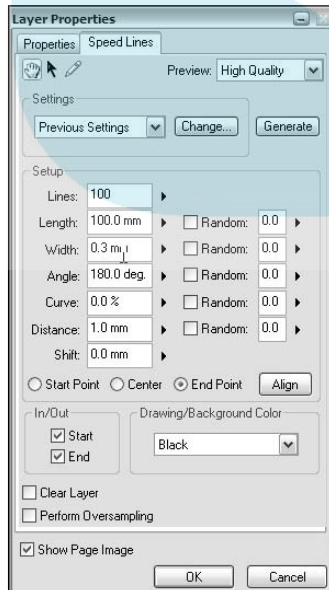 Layer Properties
Properties Speed Lines
Preview: High Quality
Settings
Previous Settings Change... Generate
Setup
Lines: 100
Length: 100.0 mm Random: 0.0
Width: 0.3 mm Random: 0.0
Angle: 180.0 deg. Random: 0.0
Curve: 0.0 % Random: 0.0
Distance: 1.0 mm Random: 0.0
Shift: 0.0 mm
Start Point Center End Point Align
In/Out Drawing/Background Color
Start
Black
End
Clear Layer
Perform Oversampling
Show Page Image
OK Cancel